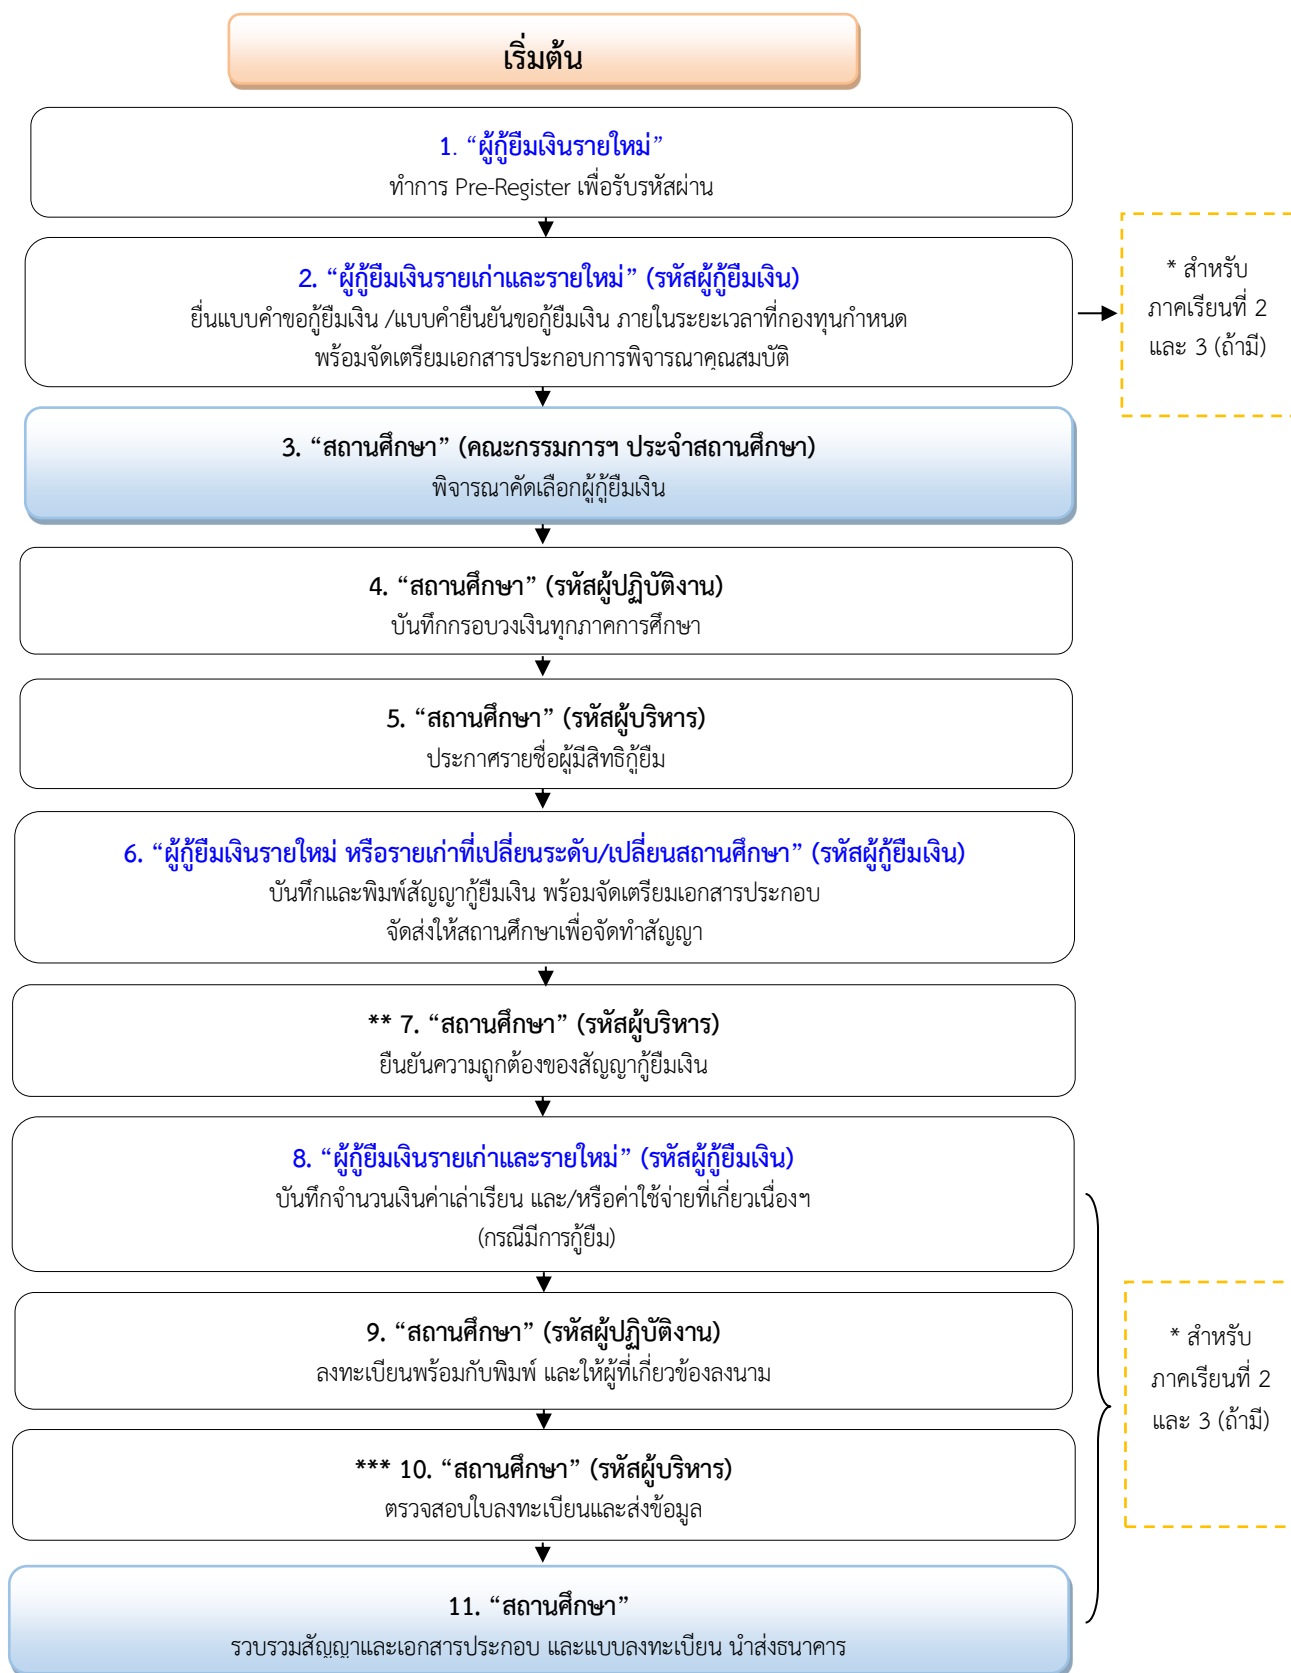 เริ่มต้น
1. “ผู้กู้ยืมเงินรายใหม่”
ทำการ Pre-Register เพื่อรับรหัสผ่าน
2. “ผู้กู้ยืมเงินรายเก่าและรายใหม่” (รหัสผู้กู้ยืมเงิน)
ยื่นแบบคำขอกู้ยืมเงิน /แบบคำยืนยันขอกู้ยืมเงิน ภายในระยะเวลาที่กองทุนกำหนด
พร้อมจัดเตรียมเอกสารประกอบการพิจารณาคุณสมบัติ
* สำหรับ
ภาคเรียนที่ 2
และ 3 (ถ้ามี)
3. “สถานศึกษา” (คณะกรรมการฯ ประจำสถานศึกษา)
พิจารณาคัดเลือกผู้กู้ยืมเงิน
4. “สถานศึกษา” (รหัสผู้ปฏิบัติงาน)
บันทึกกรอบวงเงินทุกภาคการศึกษา
5. “สถานศึกษา” (รหัสผู้บริหาร)
ประกาศรายชื่อผู้มีสิทธิกู้ยืม
6. “ผู้กู้ยืมเงินรายใหม่ หรือรายเก่าที่เปลี่ยนระดับ/เปลี่ยนสถานศึกษา” (รหัสผู้กู้ยืมเงิน)
บันทึกและพิมพ์สัญญากู้ยืมเงิน พร้อมจัดเตรียมเอกสารประกอบ
จัดส่งให้สถานศึกษาเพื่อจัดทำสัญญา
** 7. “สถานศึกษา” (รหัสผู้บริหาร)
ยืนยันความถูกต้องของสัญญากู้ยืมเงิน
8. “ผู้กู้ยืมเงินรายเก่าและรายใหม่” (รหัสผู้กู้ยืมเงิน)
บันทึกจำนวนเงินค่าเล่าเรียน และ/หรือค่าใช้จ่ายที่เกี่ยวเนื่องฯ
(กรณีมีการกู้ยืม)
9. “สถานศึกษา” (รหัสผู้ปฏิบัติงาน)
ลงทะเบียนพร้อมกับพิมพ์ และให้ผู้ที่เกี่ยวข้องลงนาม
* สำหรับ
ภาคเรียนที่ 2
และ 3 (ถ้ามี)
*** 10. “สถานศึกษา” (รหัสผู้บริหาร)
ตรวจสอบใบลงทะเบียนและส่งข้อมูล
11. “สถานศึกษา”
รวบรวมสัญญาและเอกสารประกอบ และแบบลงทะเบียน นำส่งธนาคาร